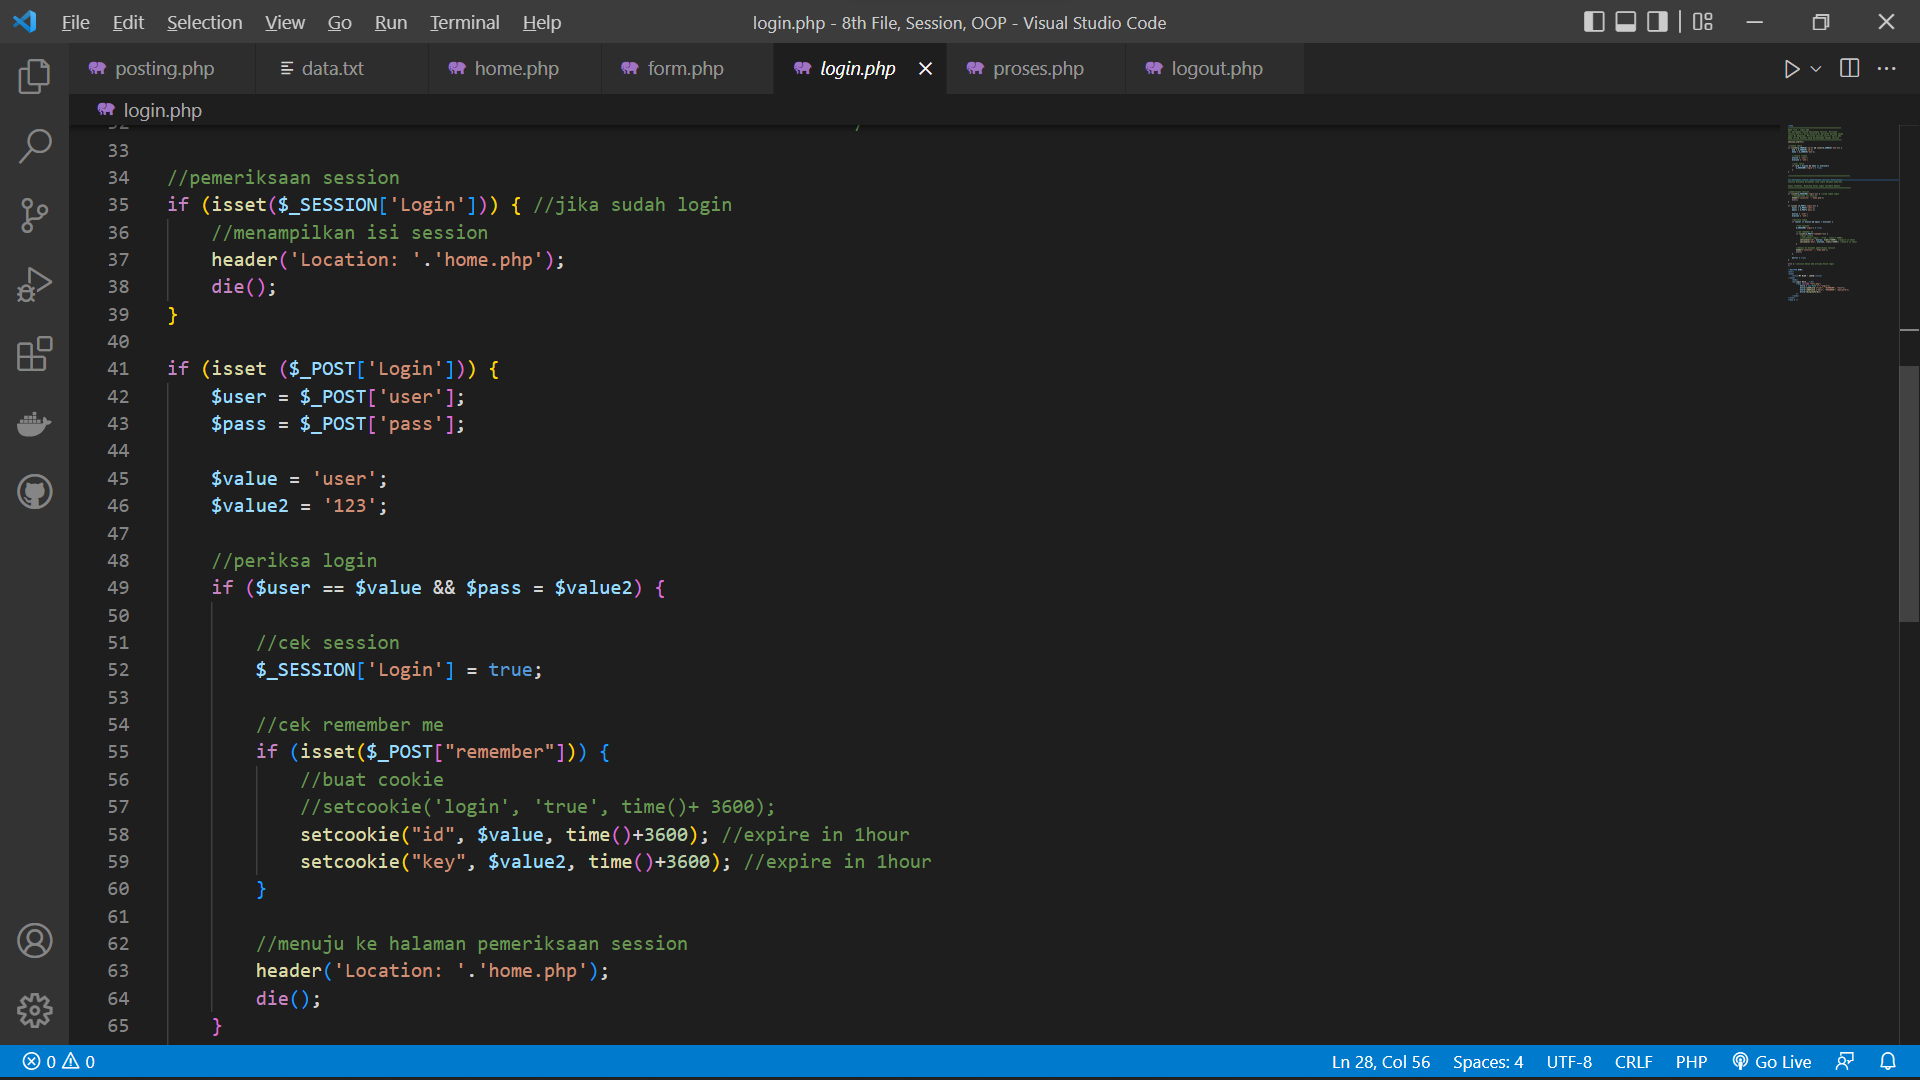 File Edit Selection View Go Run Terminal Help login.php - 8th File, Session, OOP - Visual Studio Code
posting.php data.txt home.php form.php login.php proses.php logout.php
login.php
33
34 //pemeriksaan session
35 if (isset($_SESSION['Login'])) { //jika sudah login
36 //menampilkan isi session
37 header('Location: '.'home.php');
38 die();
39 }
40
41 if (isset ($_POST['Login'])) {
42 $user = $_POST['user'];
43 $pass = $_POST['pass'];
44
45 $value = 'user';
46 $value2 = '123';
47
48 //periksa login
49 if ($user == $value && $pass = $value2) {
50
51 //cek session
52 $_SESSION['Login'] = true;
53
54 //cek remember me
55 if (isset($_POST["remember"])) {
56 //buat cookie
57 //setcookie('login', 'true', time()+ 3600);
58 setcookie("id", $value, time()+3600); //expire in 1hour
59 setcookie("key", $value2, time()+3600); //expire in 1hour
60 }
61
62 //menuju ke halaman pemeriksaan session
63 header('Location: '.'home.php');
64 die();
65 }
0 0 Ln 28, Col 56 Spaces: 4 UTF-8 CRLF PHP Go Live